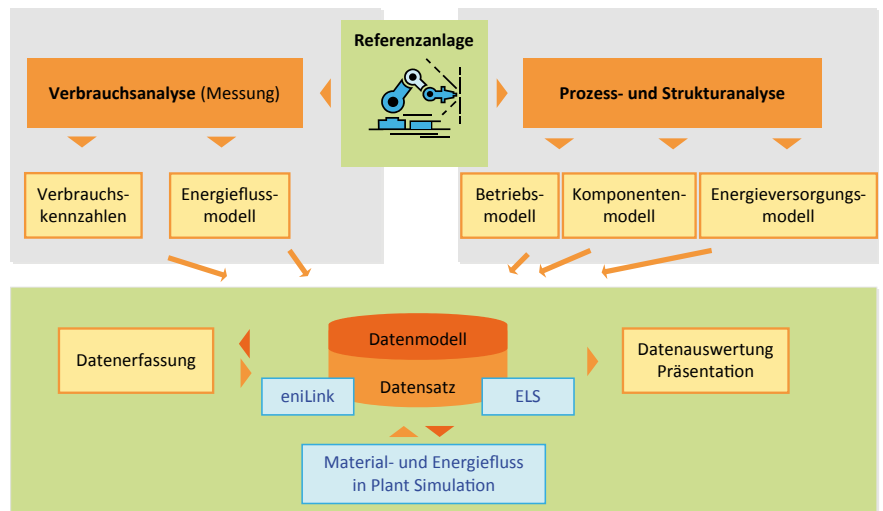 Referenzanlage
Verbrauchsanalyse (Messung)
Prozess- und Strukturanalyse
Verbrauchs-
kennzahlen
Energiefluss-
modell
Betriebs-
modell
Komponenten-
modell
Energieversorgungs-
modell
Datenerfassung
Datenmodell
Datensatz
eniLink
ELS
Datenauswertung
Präsentation
Material- und Energiefluss
in Plant Simulation